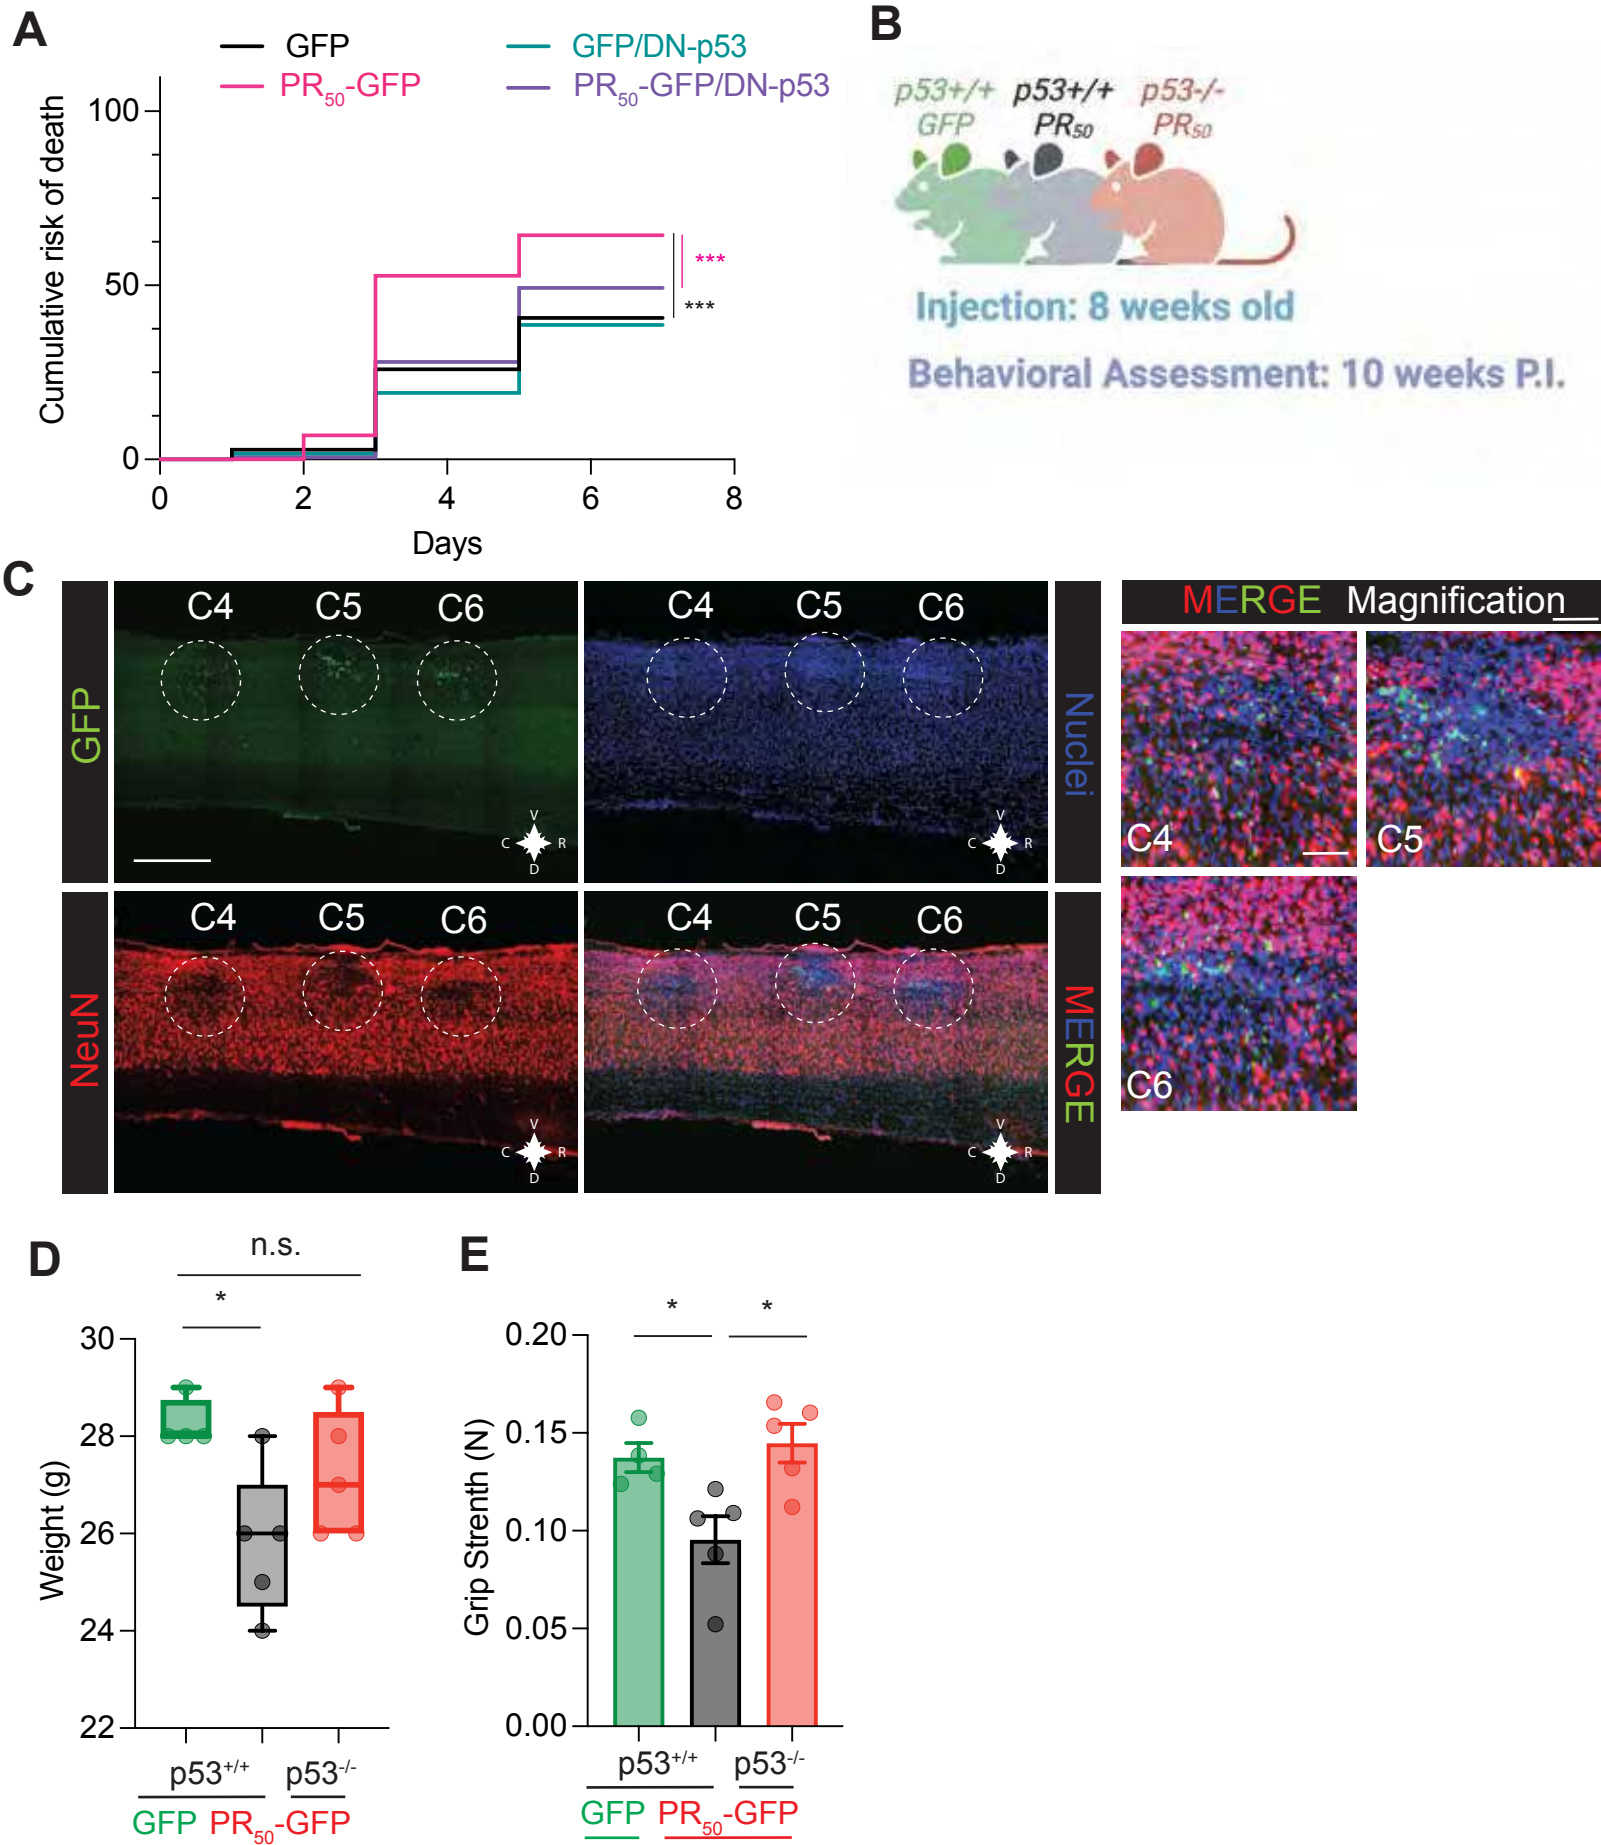 A
GFP
GFP/DN-p53
PR50-GFP
PR50-GFP/DN-p53
Cumulative risk of death
100
50
0
***
***
0 2 4 6 8
Days
B
p53+/+ p53+/+ p53-/-
GFP PR50 PR50
Injection: 8 weeks old
Behavioral Assessment: 10 weeks P.I.
C
GFP
C4 C5 C6
V
C R
D
C4 C5 C6
V
C R
D
Nuclei
MERGE Magnification
C4
C5
C6
NeuN
C4 C5 C6
V
C R
D
C4 C5 C6
V
C R
D
MERGE
D
n.s.
*
Weight (g)
30
28
26
24
22
p53+/+ p53-/-
GFP PR50-GFP
E
* *
Grip Strenth (N)
0.20
0.15
0.10
0.05
0.00
p53+/+ p53-/-
GFP PR50-GFP